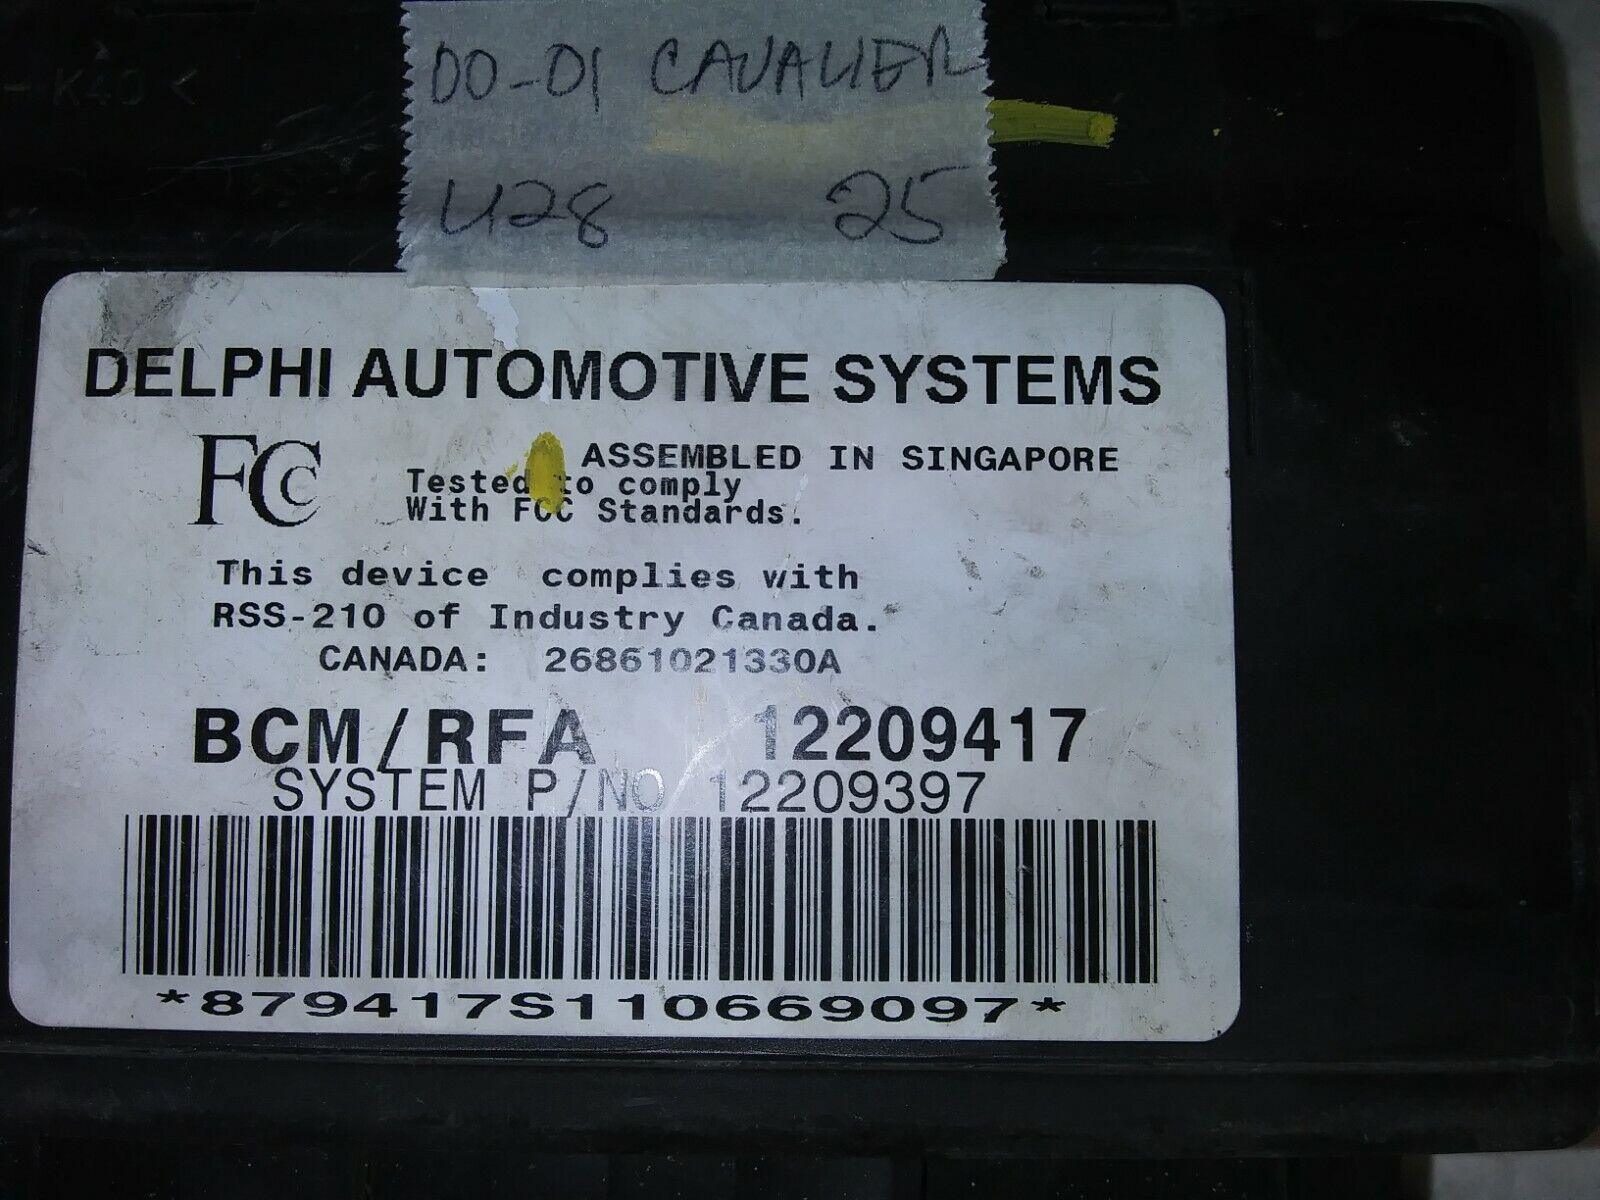 00-01 CAVALIER
U28 25
K40<
DELPHI AUTOMOTIVE SYSTEMS
FCC
ASSEMBLED IN SINGAPORE
Tested to comply
With FCC Standards.
This device complies with
RSS-210 of Industry Canada.
CANADA: 26861021330A
BCM/RFA 12209417
SYSTEM P/NO 12209397
*879417S110669097*